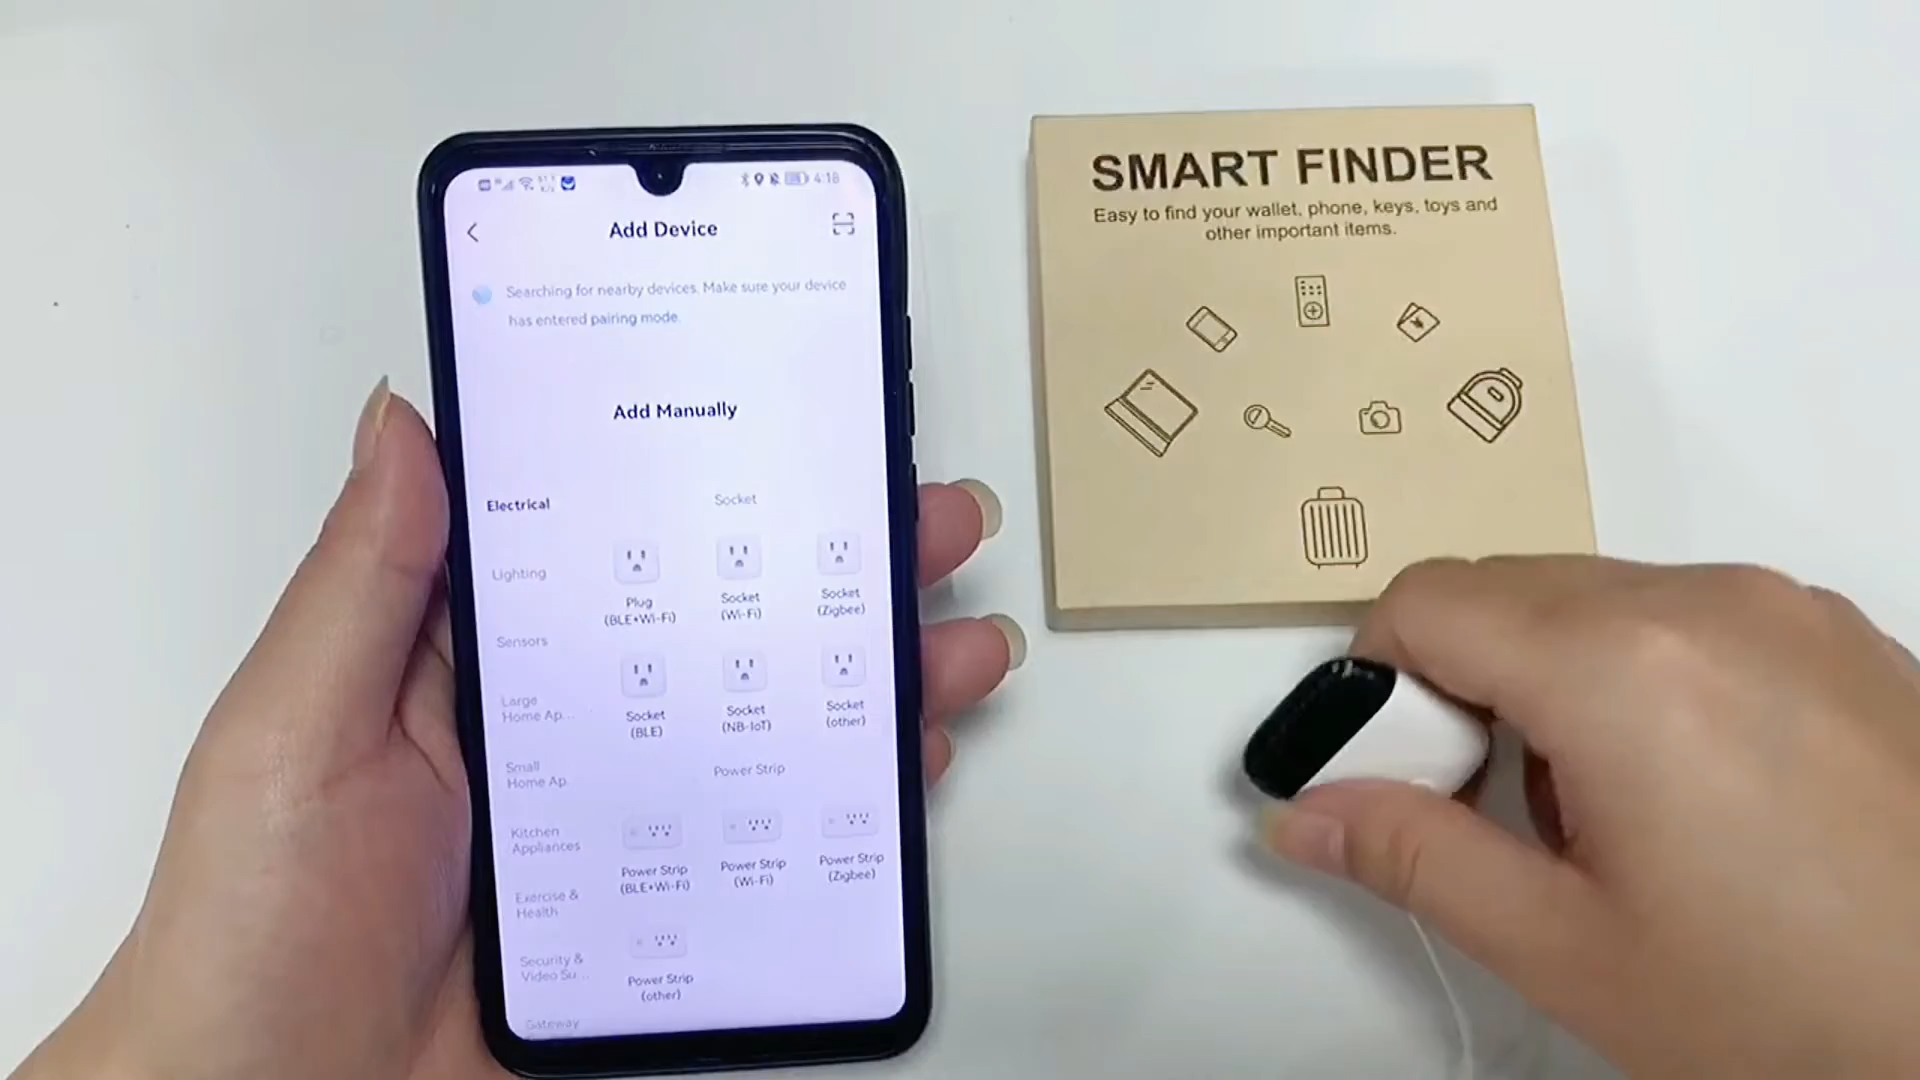 4:18
Add Device
Searching for nearby devices. Make sure your device
has entered pairing mode.
Add Manually
Electrical
Lighting
Sensors
Large
Home Ap...
Small
Home Ap...
Kitchen
Appliances
Exercise &
Health
Security &
Video Su...
Gateway
Socket
Plug
(BLE+Wi-Fi)
Socket
(Wi-Fi)
Socket
(Zigbee)
Socket
(BLE)
Socket
(NB-IoT)
Socket
(other)
Power Strip
Power Strip
(BLE+Wi-Fi)
Power Strip
(Wi-Fi)
Power Strip
(Zigbee)
Power Strip
(other)
SMART FINDER
Easy to find your wallet, phone, keys, toys and
other important items.